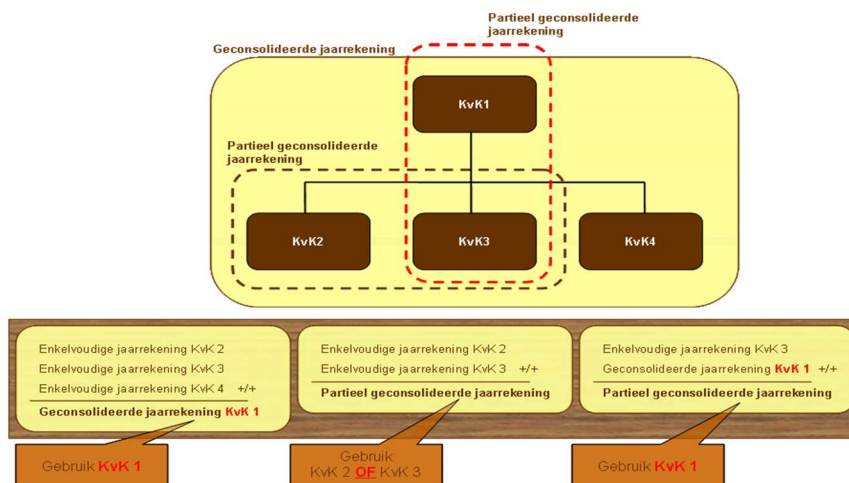 Partieel geconsolideerde
jaarrekening
Geconsolideerde jaarrekening
KvK1
Partieel geconsolideerde
jaarrekening
KvK2
KvK3
KvK4
Enkelvoudige jaarrekening KvK 2
Enkelvoudige jaarrekening KvK 3
Enkelvoudige jaarrekening KvK 4 +/+
Geconsolideerde jaarrekening KvK 1
Enkelvoudige jaarrekening KvK 2
Enkelvoudige jaarrekening KvK 3 +/+
Partieel geconsolideerde jaarrekening
Enkelvoudige jaarrekening KvK 3
Geconsolideerde jaarrekening KvK 1 +/+
Partieel geconsolideerde jaarrekening
Gebruik KvK 1
Gebruik
KvK 2 OF KvK 3
Gebruik KvK 1